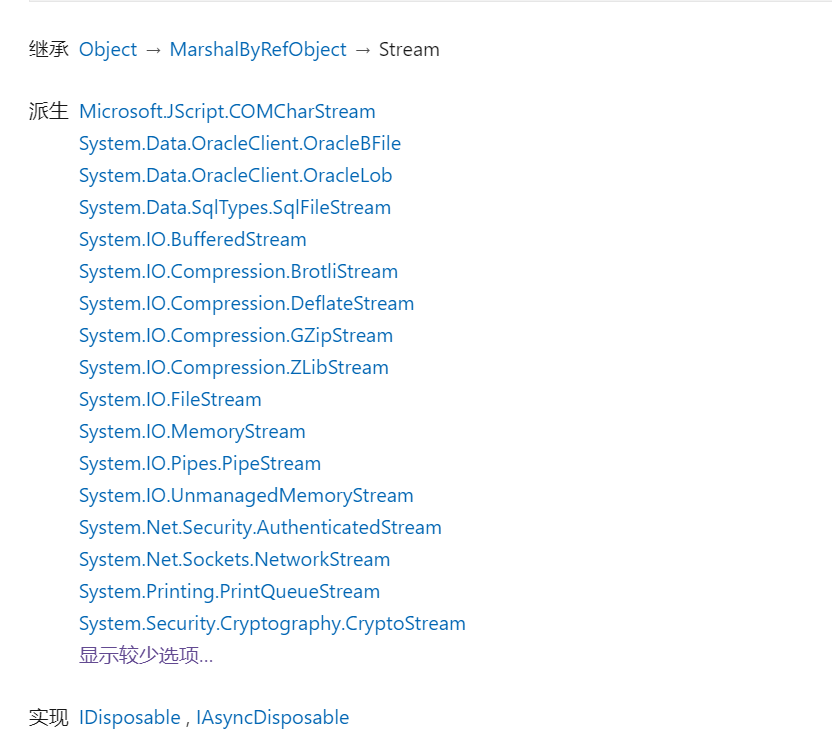 继承 Object → MarshalByRefObject → Stream
派生 Microsoft.JScript.COMCharStream
System.Data.OracleClient.OracleBFile
System.Data.OracleClient.OracleLob
System.Data.SqlTypes.SqlFileStream
System.IO.BufferedStream
System.IO.Compression.BrotliStream
System.IO.Compression.DeflateStream
System.IO.Compression.GZipStream
System.IO.Compression.ZLibStream
System.IO.FileStream
System.IO.MemoryStream
System.IO.Pipes.PipeStream
System.IO.UnmanagedMemoryStream
System.Net.Security.AuthenticatedStream
System.Net.Sockets.NetworkStream
System.Printing.PrintQueueStream
System.Security.Cryptography.CryptoStream
显示较少选项...
实现 IDisposable , IAsyncDisposable